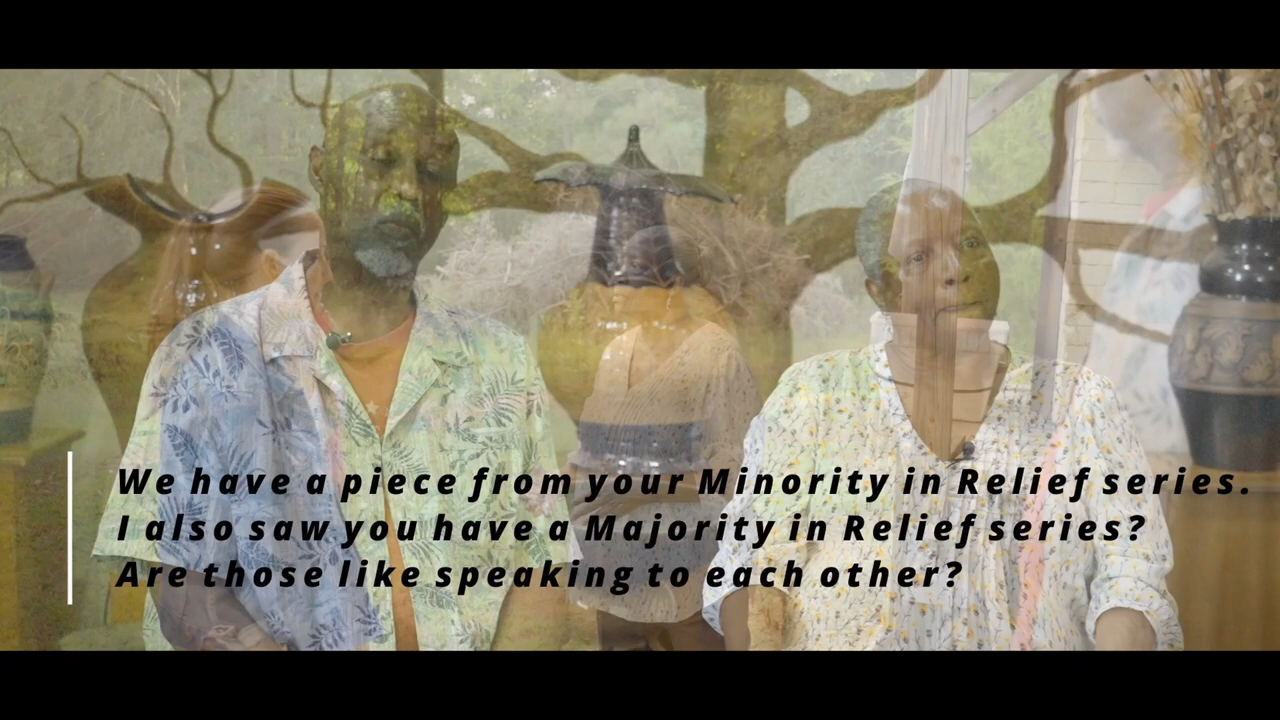 We have a piece from your Minority in Relief series.
I also saw you have a Majority in Relief series?
Are those like speaking to each other?